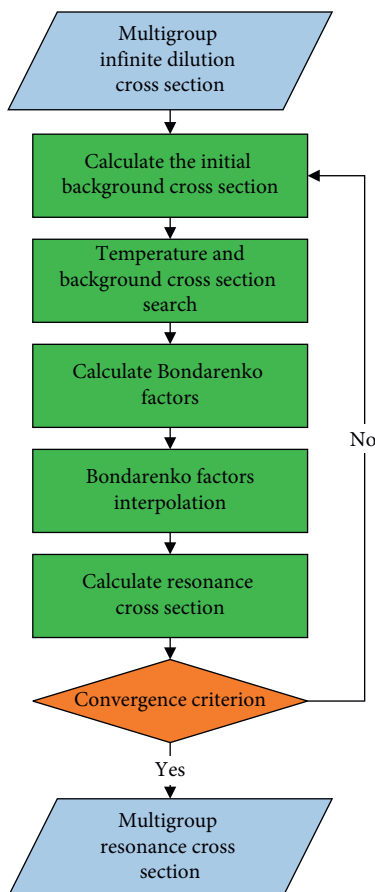 Multigroup
infinite dilution
cross section
Calculate the initial
background cross section
Temperature and
background cross section
search
Calculate Bondarenko
factors
No
Bondarenko factors
interpolation
Calculate resonance
cross section
Convergence criterion
Yes
Multigroup
resonance cross
section